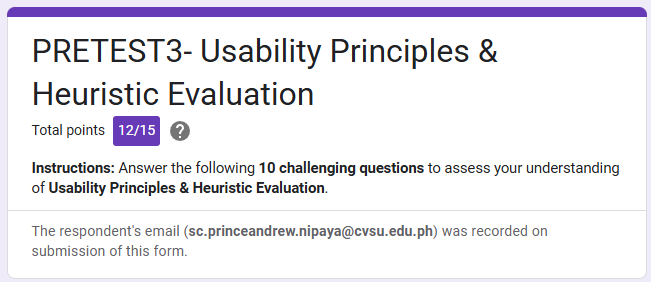 PRETEST3- Usability Principles &
Heuristic Evaluation
Total points 12/15 ?
Instructions: Answer the following 10 challenging questions to assess your understanding
of Usability Principles & Heuristic Evaluation.
The respondent's email (sc.princeandrew.nipaya@cvsu.edu.ph) was recorded on
submission of this form.